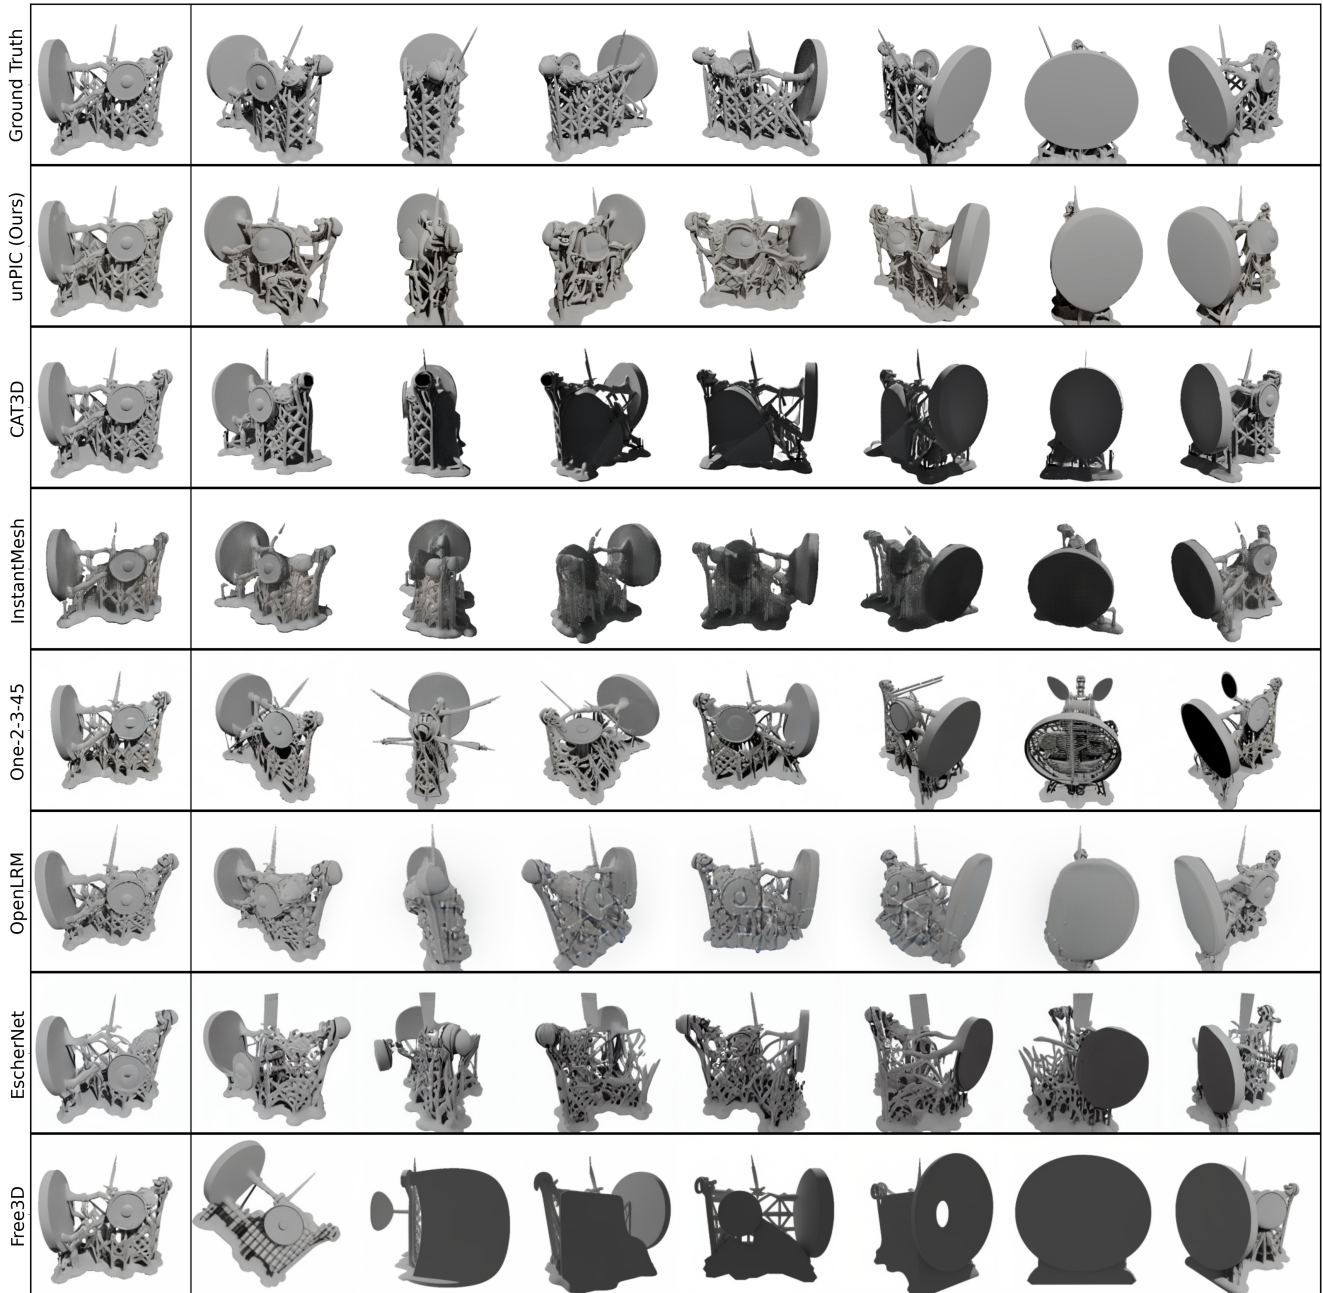 Ground Truth
unPIC (Ours)
CAT3D
InstantMesh
One-2-3-45
OpenLRM
EscherNet
Free3D